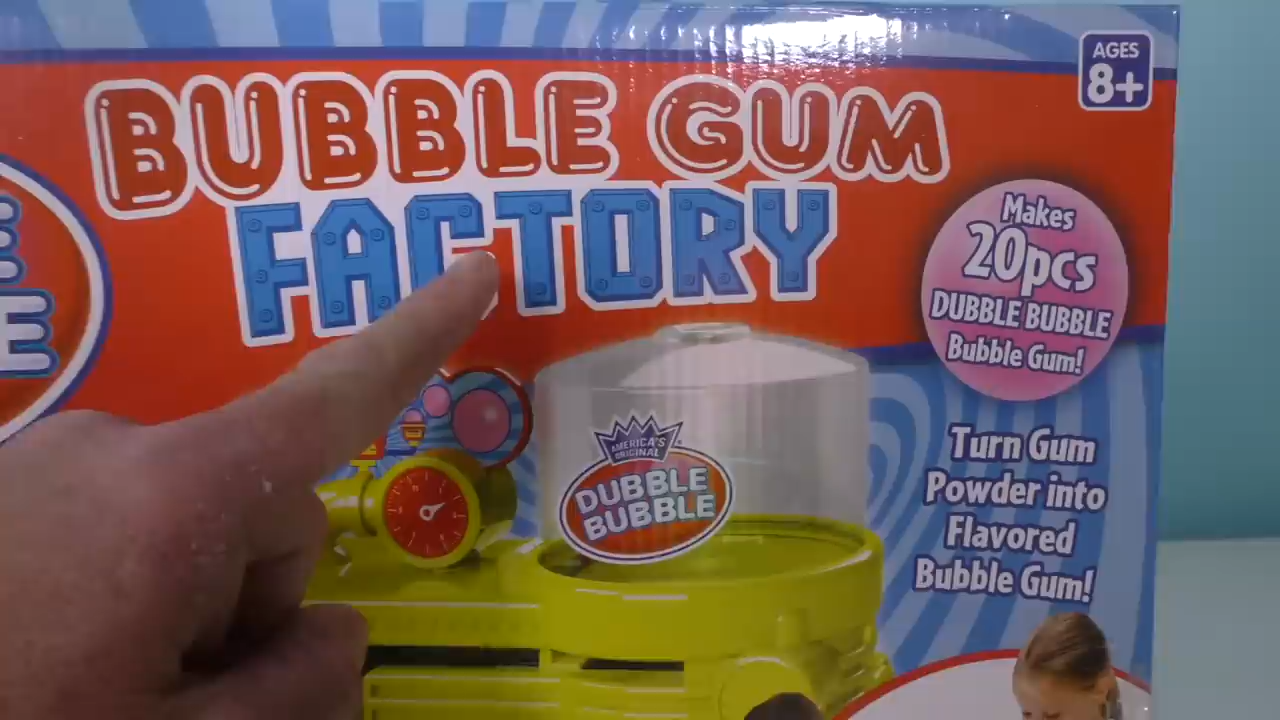 AGES
8+
BUBBLE GUM
FACTORY
Makes
20pcs
DUBBLE BUBBLE
Bubble Gum!
AMERICA'S
ORIGINAL
DUBBLE
BUBBLE
Turn Gum
Powder into
Flavored
Bubble Gum!